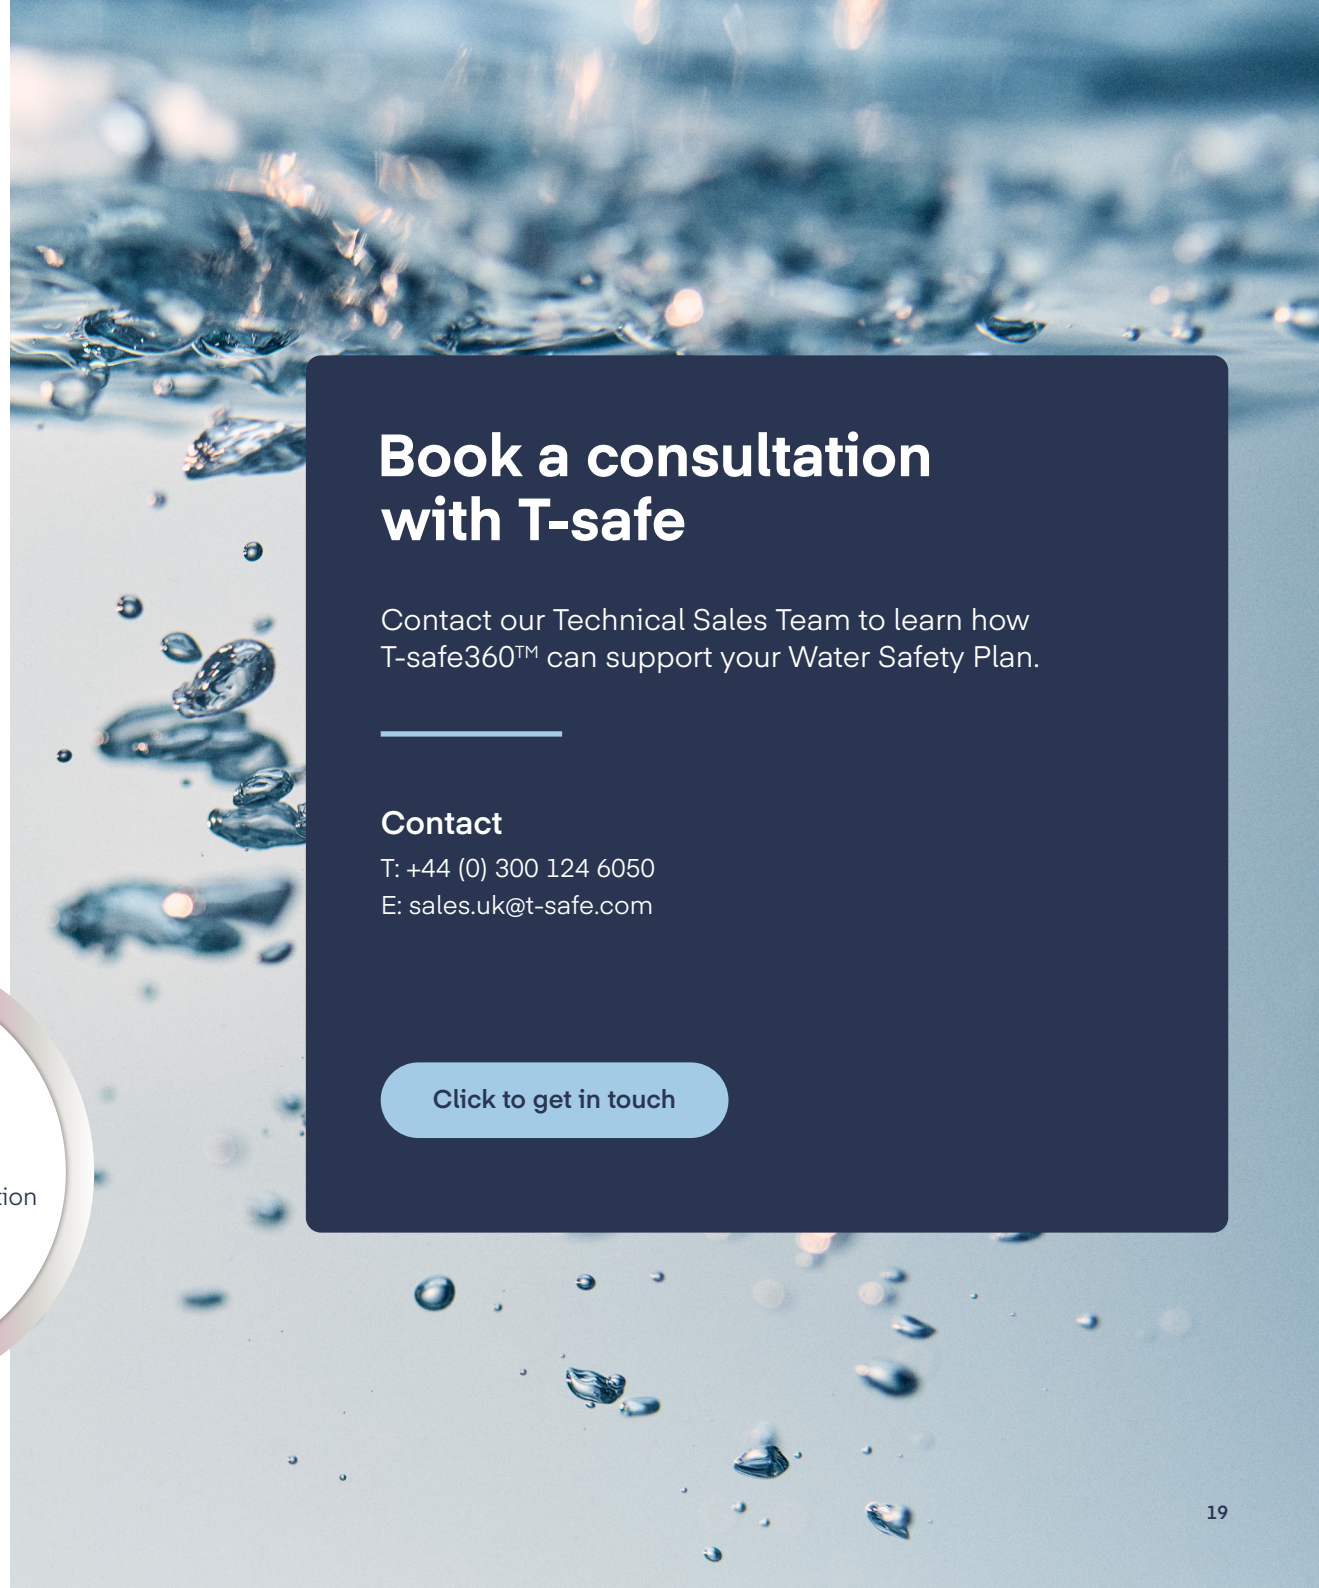 Book a consultation
with T-safe
Contact our Technical Sales Team to learn how
T-safe360™ can support your Water Safety Plan.
Contact
T: +44 (0) 300 124 6050
E: sales.uk@t-safe.com
Click to get in touch
19